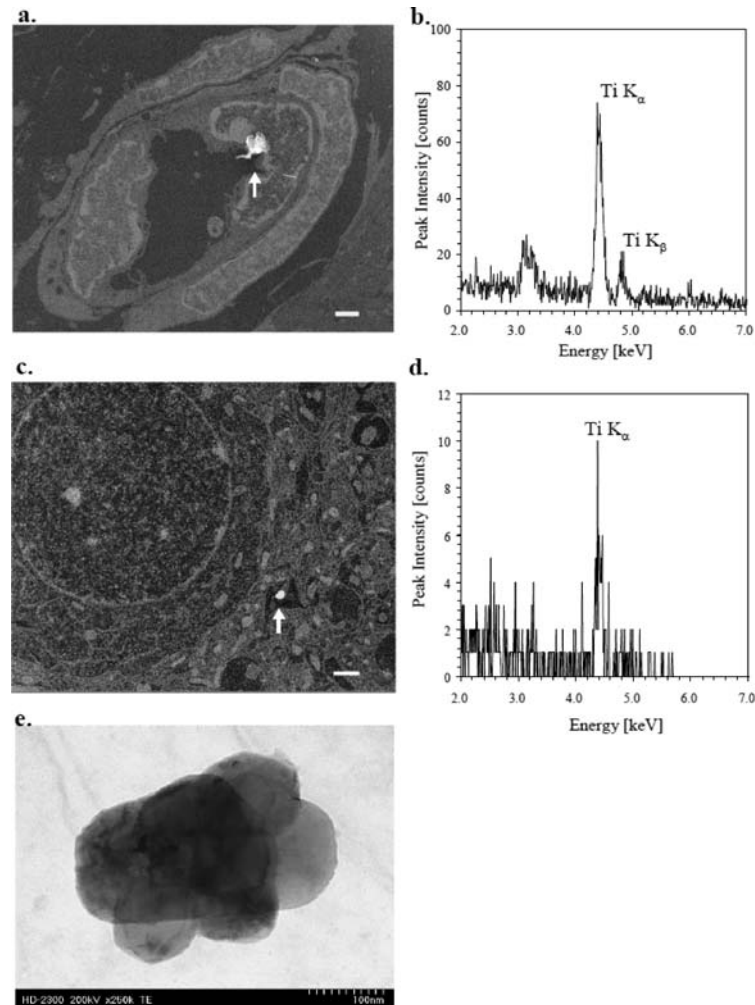 a.
b.
100
80
60
40
20
0
Peak Intensity [counts]
Ti Kα
Ti Kβ
2.0 3.0 4.0 5.0 6.0 7.0
Energy [keV]
c.
d.
12
10
8
6
4
2
0
Peak Intensity [counts]
Ti Kα
2.0 3.0 4.0 5.0 6.0 7.0
Energy [keV]
e.
HD-2300 200kV x250k TE 100nm